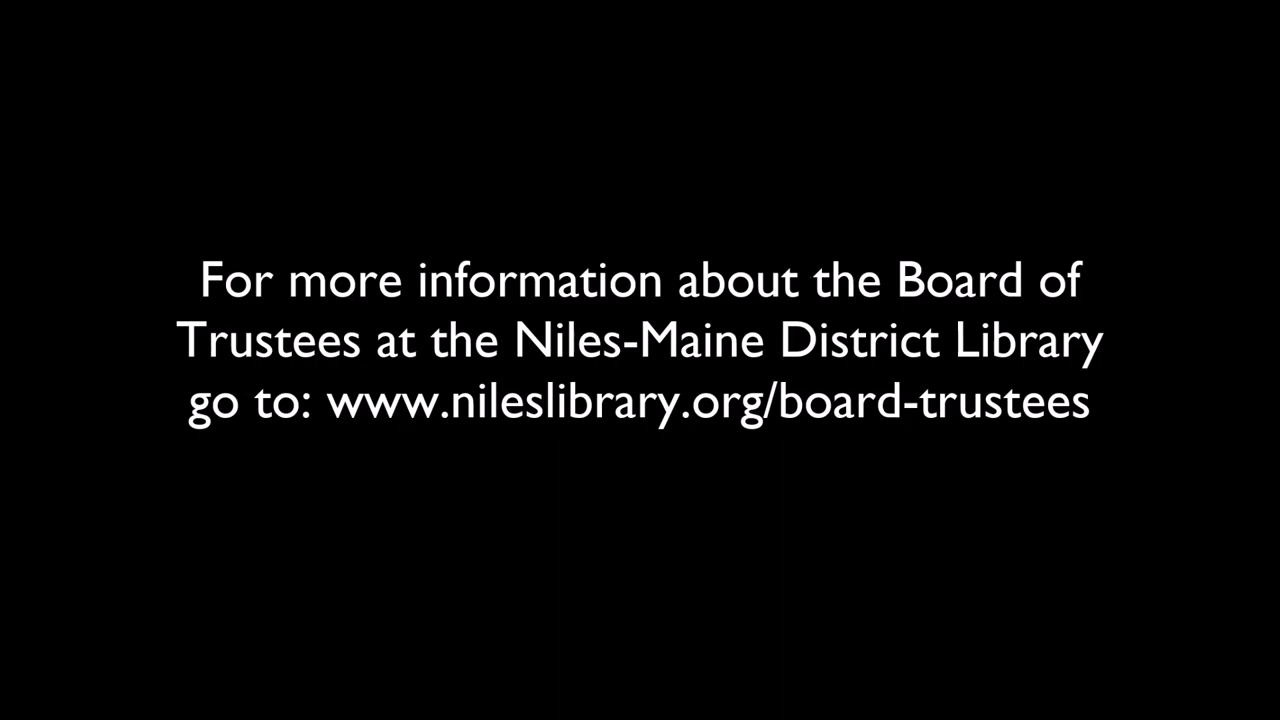 For more information about the Board of
Trustees at the Niles-Maine District Library
go to: www.nileslibrary.org/board-trustees